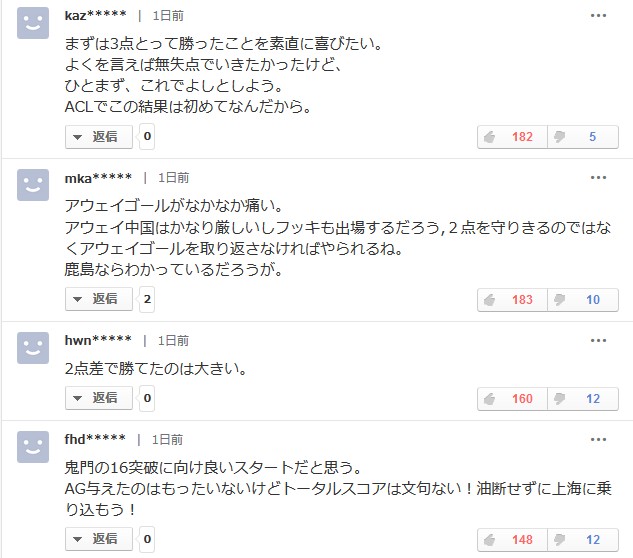 kaz***** | 1日前
まずは3点とって勝ったことを素直に喜びたい。
よくを言えば無失点でいきたかったけど、
ひとまず、これでよしとしよう。
ACLでこの結果は初めてなんだから。
返信 0 182 5
mka***** | 1日前
アウェイゴールがなかなか痛い。
アウェイ中国はかなり厳しいしフッキも出場するだろう,２点を守りきるのではな
くアウェイゴールを取り返さなければやられるね。
鹿島ならわかっているだろうが。
返信 2 183 10
hwn***** | 1日前
2点差で勝てたのは大きい。
返信 0 160 12
fhd***** | 1日前
鬼門の16突破に向け良いスタートだと思う。
AG与えたのはもったいないけどトータルスコアは文句ない！油断せずに上海に乗
り込もう！
返信 0 148 12